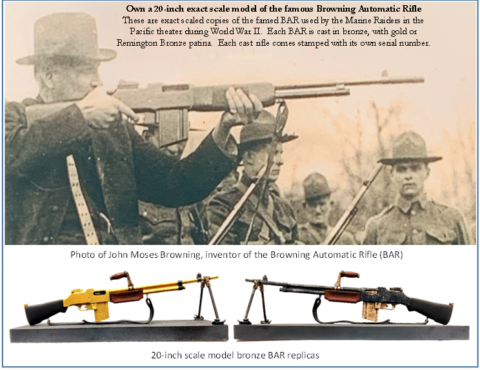 Own a 20-inch exact scale model of the famous Browning Automatic Rifle
These are exact scaled copies of the famed BAR used by the Marine Raiders in the
Pacific theater during World War II.  Each BAR is cast in bronze, with gold or
Remington Bronze patina.  Each cast rifle comes stamped with its own serial number.
Photo of John Moses Browning, inventor of the Browning Automatic Rifle (BAR)
20-inch scale model bronze BAR replicas